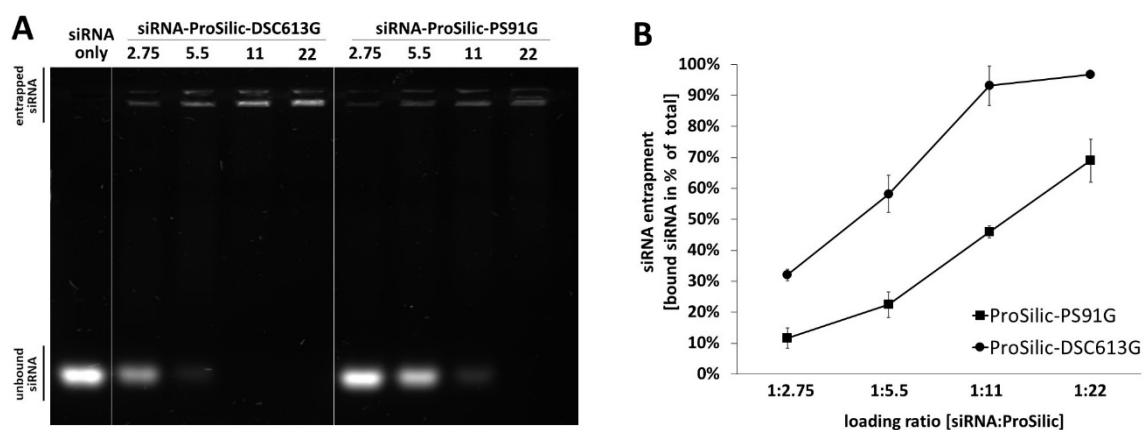 A
siRNA only
siRNA-ProSilic-DSC613G
siRNA-ProSilic-PS91G
2.75 5.5 11 22
2.75 5.5 11 22
entrapped
siRNA
unbound
siRNA
B
siRNA entrapment
[bound siRNA in % of total]
100%
90%
80%
70%
60%
50%
40%
30%
20%
10%
0%
ProSilic-PS91G
ProSilic-DSC613G
1:2.75 1:5.5 1:11 1:22
loading ratio [siRNA:ProSilic]